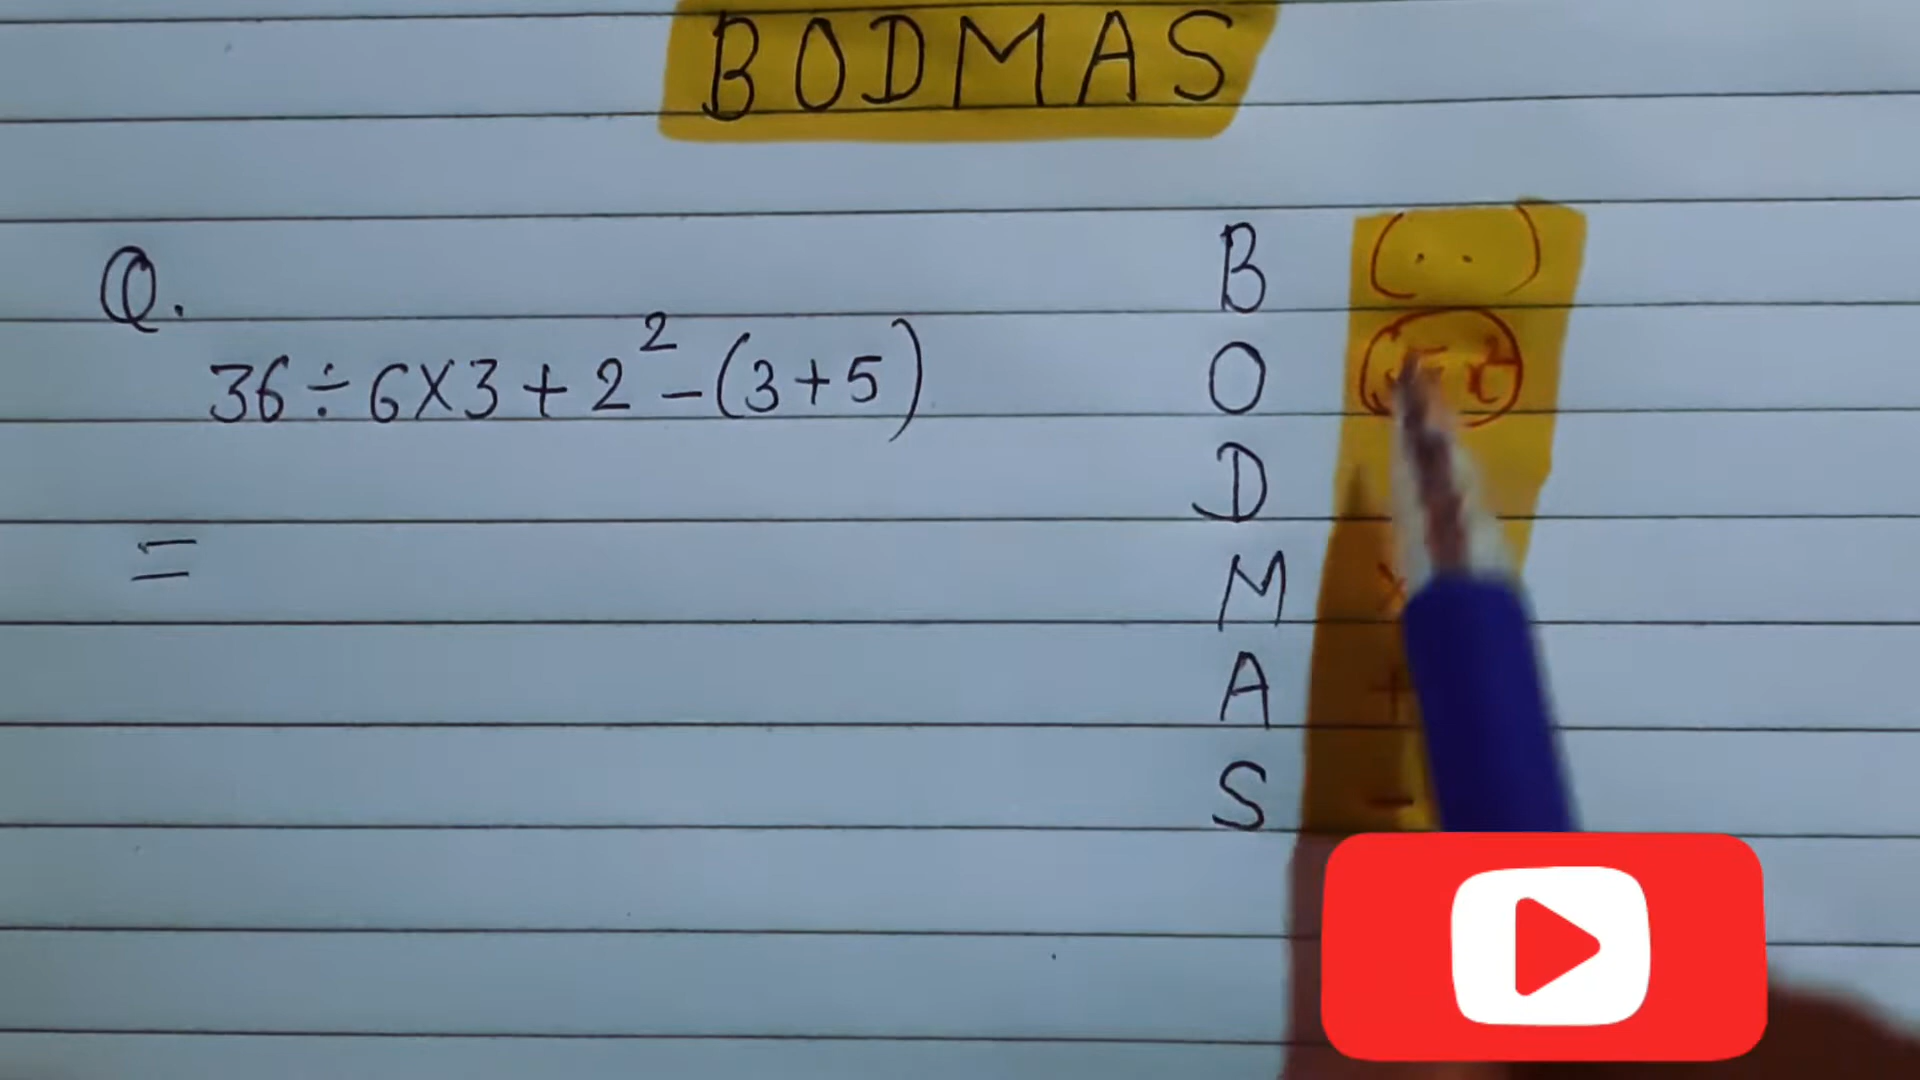 BODMAS
Q.
36÷6×3+2²-(3+5)
=
B (..)
O
D
M ×
A +
S -